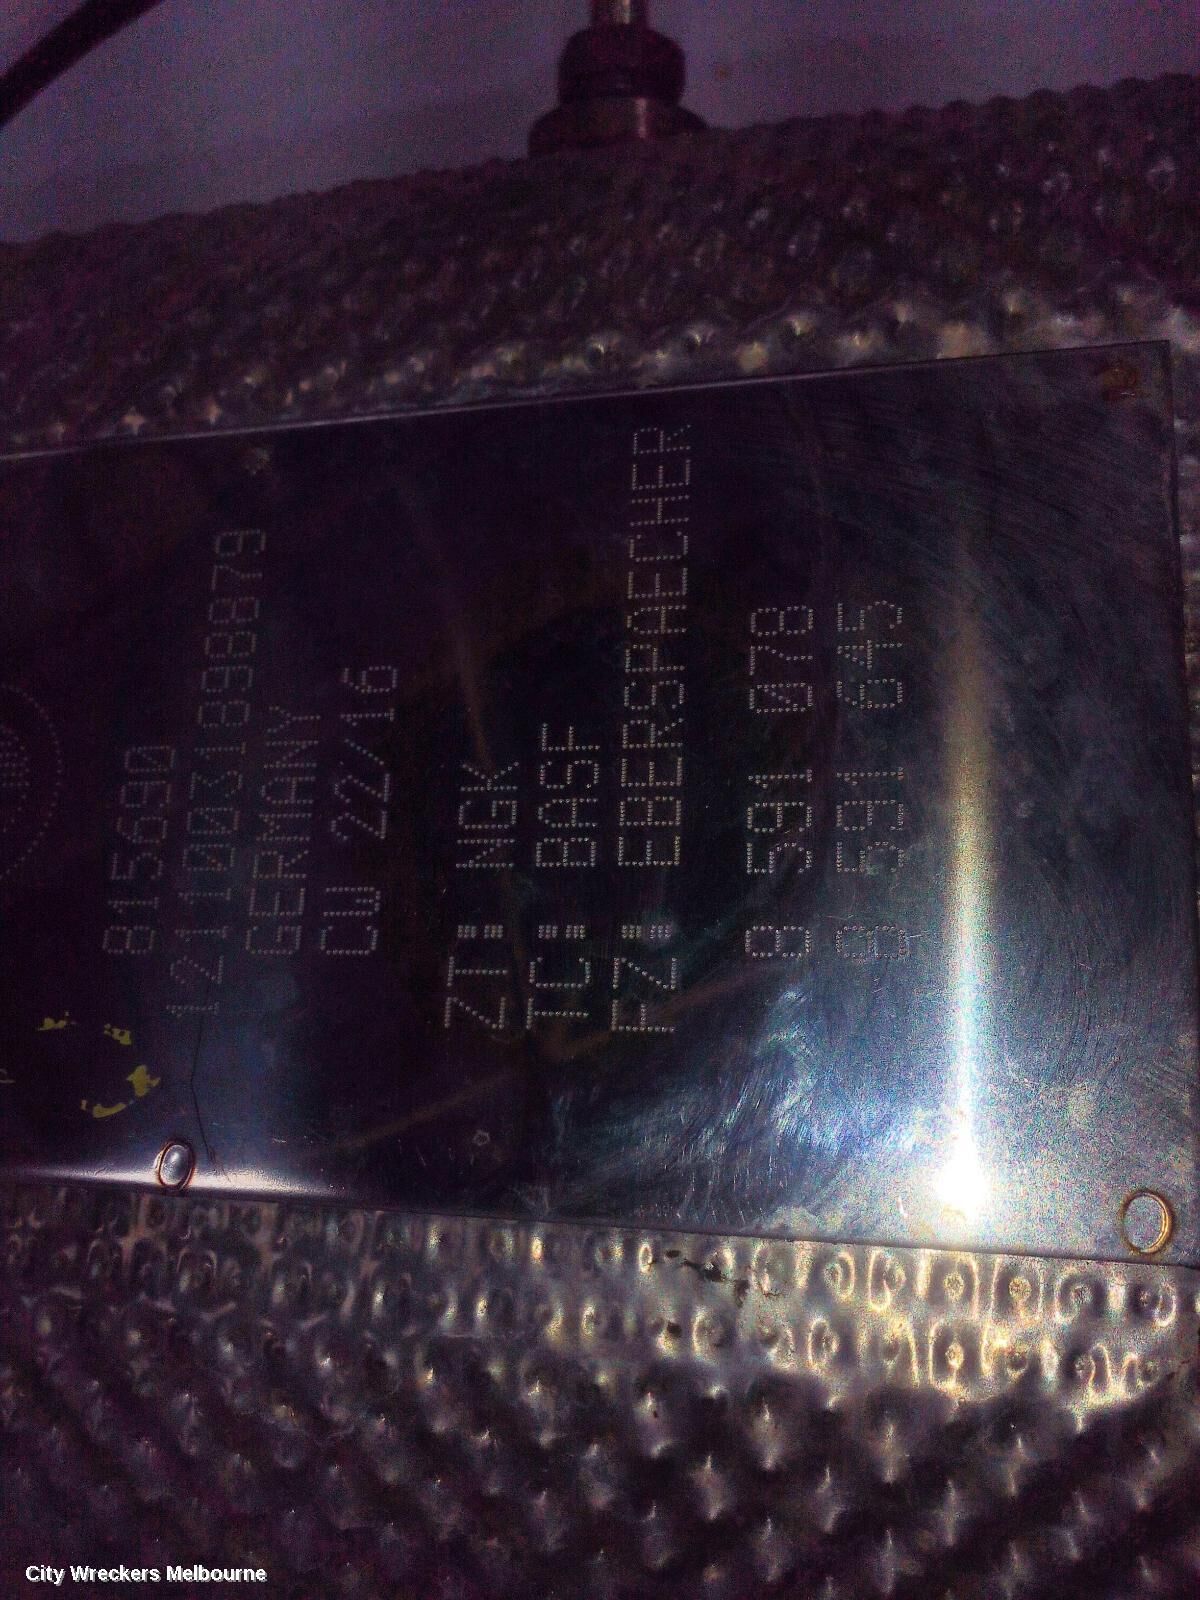 B15690
12110031898879
GERMANY
CW 22/16
ZT: NGK
TC: BASF
FZ: EBERSPAECHER
8 591 078
8 591 645
City Wreckers Melbourne